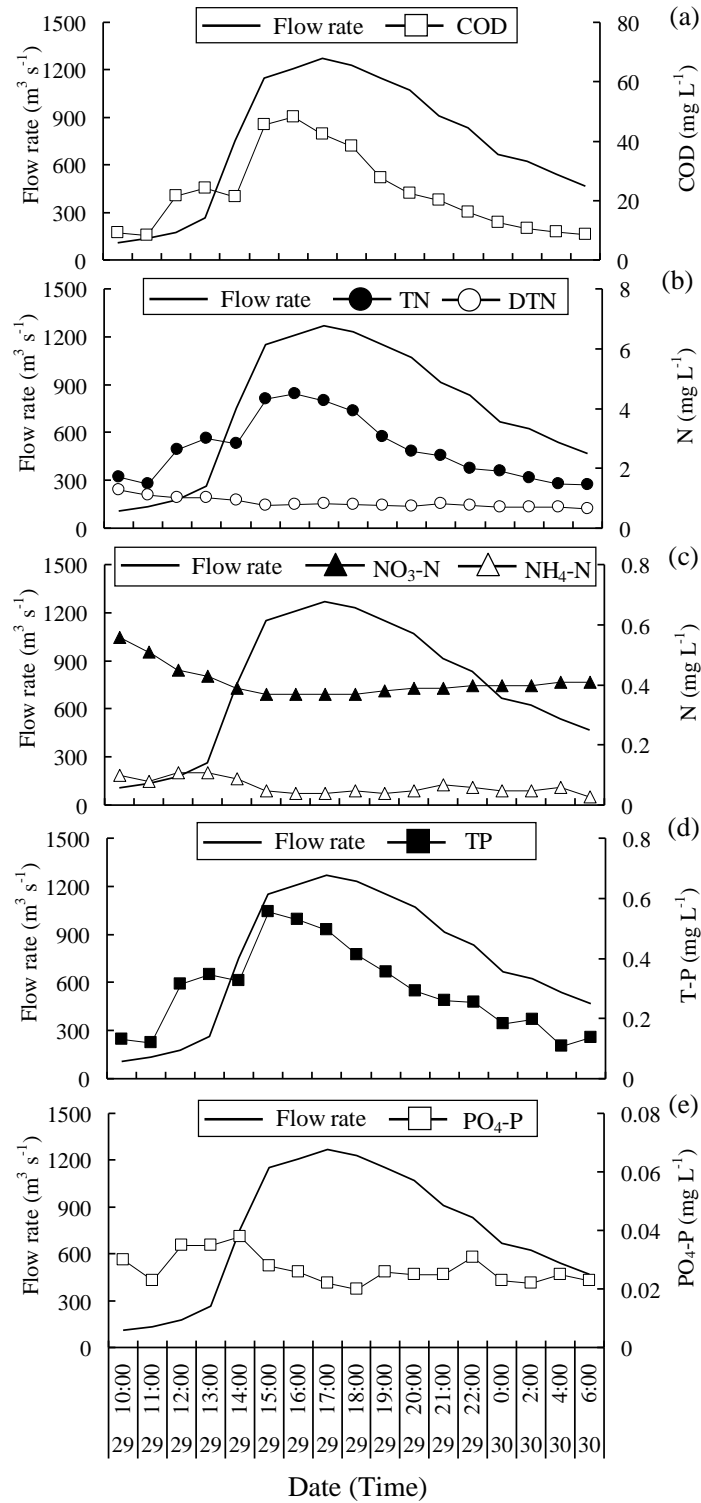 (a)
Flow rate COD
1500 80
1200 60
900
40
600
20
300
0 0
Flow rate (m³ s⁻¹)
COD (mg L⁻¹)
(b)
Flow rate TN DTN
1500 8
1200 6
900
4
600
2
300
0 0
Flow rate (m³ s⁻¹)
N (mg L⁻¹)
(c)
Flow rate NO₃-N NH₄-N
1500 0.8
1200 0.6
900
0.4
600
0.2
300
0 0
Flow rate (m³ s⁻¹)
N (mg L⁻¹)
(d)
Flow rate TP
1500 0.8
1200 0.6
900
0.4
600
0.2
300
0 0
Flow rate (m³ s⁻¹)
T-P (mg L⁻¹)
(e)
Flow rate PO₄-P
1500 0.08
1200 0.06
900
0.04
600
0.02
300
0 0.00
Flow rate (m³ s⁻¹)
PO₄-P (mg L⁻¹)
10:00 11:00 12:00 13:00 14:00 15:00 16:00 17:00 18:00 19:00 20:00 21:00 22:00 0:00 2:00 4:00 6:00
29 29 29 29 29 29 29 29 29 29 29 29 29 30 30 30 30
Date (Time)